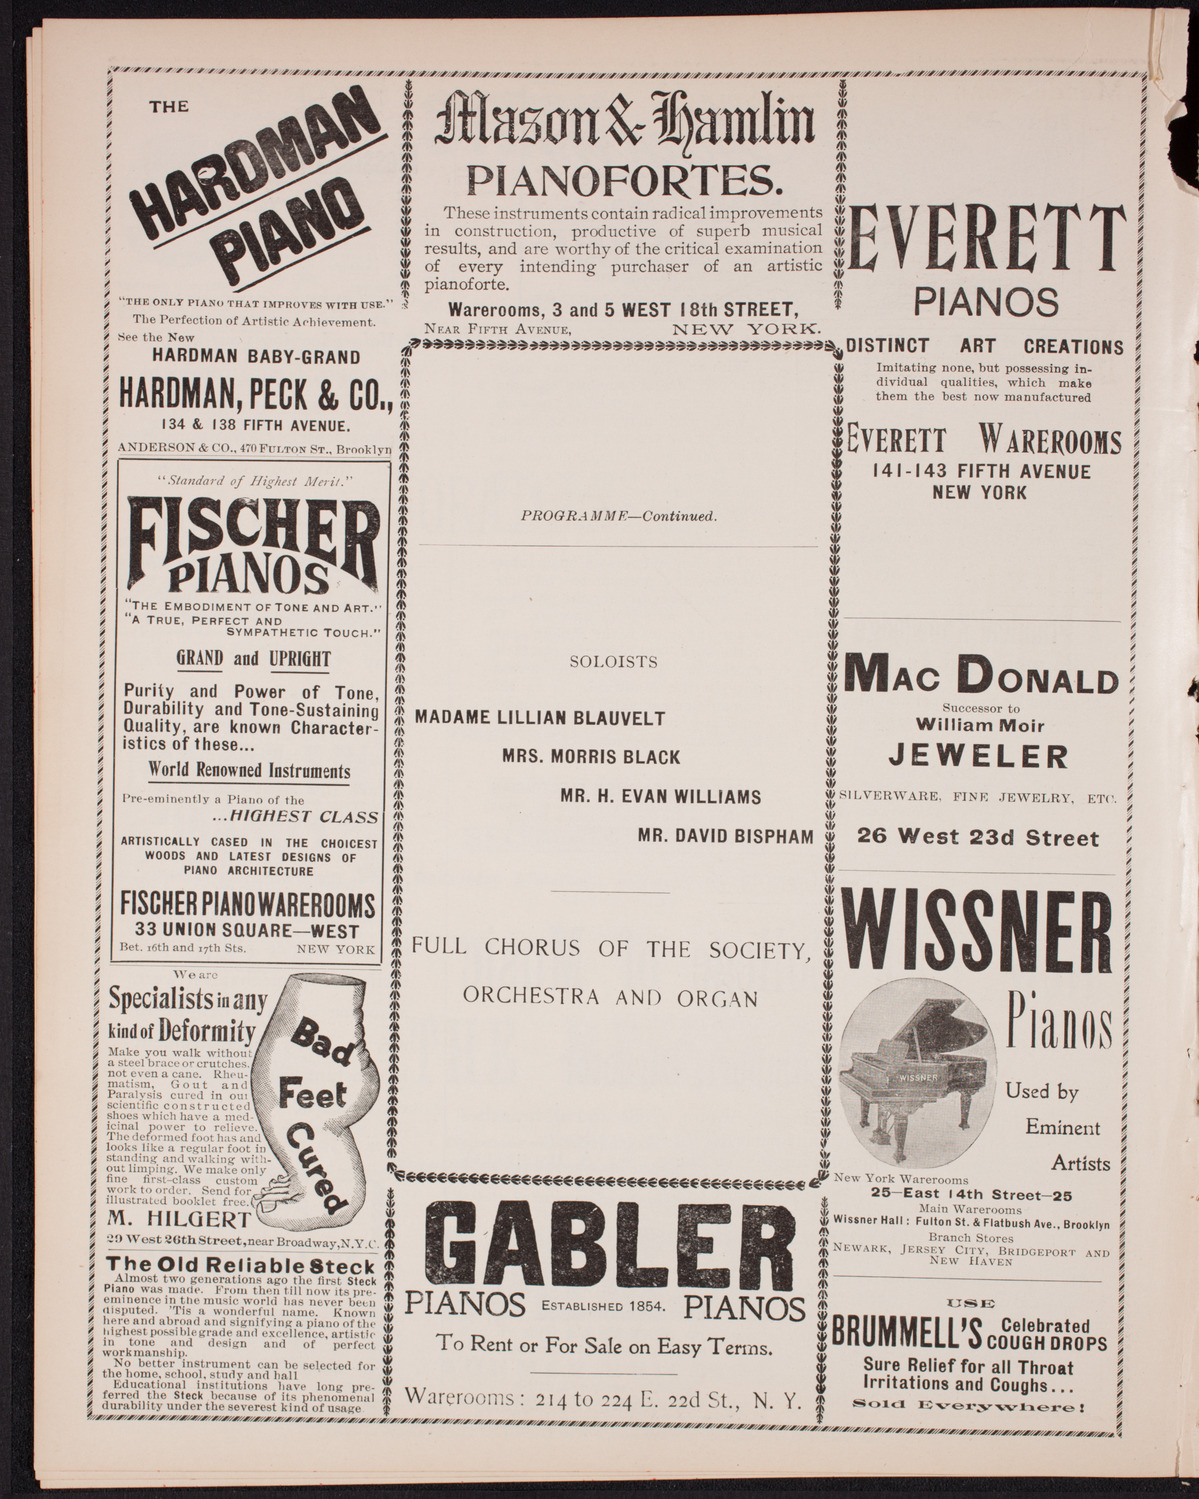 THE
HARDMAN
PIANO
"THE ONLY PIANO THAT IMPROVES WITH USE."
The Perfection of Artistic Achievement.
See the New
HARDMAN BABY-GRAND
HARDMAN, PECK & CO.,
134 & 138 FIFTH AVENUE.
ANDERSON & CO., 470 FULTON ST., Brooklyn
"Standard of Highest Merit."
FISCHER
PIANOS
"THE EMBODIMENT OF TONE AND ART."
"A TRUE, PERFECT AND
SYMPATHETIC TOUCH."
GRAND and UPRIGHT
Purity and Power of Tone,
Durability and Tone-Sustaining
Quality, are known Character-
istics of these...
World Renowned Instruments
Pre-eminently a Piano of the
...HIGHEST CLASS
ARTISTICALLY CASED IN THE CHOICEST
WOODS AND LATEST DESIGNS OF
PIANO ARCHITECTURE
FISCHER PIANO WAREROOMS
33 UNION SQUARE—WEST
Bet. 16th and 17th Sts. NEW YORK
We are
Specialists in any
kind of Deformity
Make you walk without
a steel brace or crutches,
not even a cane. Rheu-
matism, Gout and
Paralysis cured in our
scientific constructed
shoes which have a med-
icinal power to relieve.
The deformed foot has and
looks like a regular foot in
standing and walking with-
out limping. We make only
fine first-class custom
work to order. Send for
illustrated booklet free.
Bad
Feet
Cured
M. HILGERT
29 West 26th Street, near Broadway, N.Y.C.
The Old Reliable Steck
Almost two generations ago the first Steck
Piano was made. From then till now its pre-
eminence in the music world has never been
disputed. 'Tis a wonderful name. Known
here and abroad and signifying a piano of the
highest possible grade and excellence, artistic
in tone and design and of perfect
workmanship.
No better instrument can be selected for
the home, school, study and hall
Educational institutions have long pre-
ferred the Steck because of its phenomenal
durability under the severest kind of usage
Mason & Hamlin
PIANOFORTES.
These instruments contain radical improvements
in construction, productive of superb musical
results, and are worthy of the critical examination
of every intending purchaser of an artistic
pianoforte.
Warerooms, 3 and 5 WEST 18th STREET,
NEAR FIFTH AVENUE, NEW YORK.
PROGRAMME—Continued.
SOLOISTS
MADAME LILLIAN BLAUVELT
MRS. MORRIS BLACK
MR. H. EVAN WILLIAMS
MR. DAVID BISPHAM
FULL CHORUS OF THE SOCIETY,
ORCHESTRA AND ORGAN
GABLER
PIANOS ESTABLISHED 1854. PIANOS
To Rent or For Sale on Easy Terms.
Warerooms: 214 to 224 E. 22d St., N. Y.
EVERETT
PIANOS
DISTINCT ART CREATIONS
Imitating none, but possessing in-
dividual qualities, which make
them the best now manufactured
EVERETT WAREROOMS
141-143 FIFTH AVENUE
NEW YORK
MAC DONALD
Successor to
William Moir
JEWELER
SILVERWARE, FINE JEWELRY, ETC.
26 West 23d Street
WISSNER
WISSNER
Pianos
Used by
Eminent
Artists
New York Warerooms
25—East 14th Street—25
Main Warerooms
Wissner Hall: Fulton St. & Flatbush Ave., Brooklyn
Branch Stores
NEWARK, JERSEY CITY, BRIDGEPORT AND
NEW HAVEN
USE
BRUMMELL'S Celebrated
COUGH DROPS
Sure Relief for all Throat
Irritations and Coughs...
Sold Everywhere!